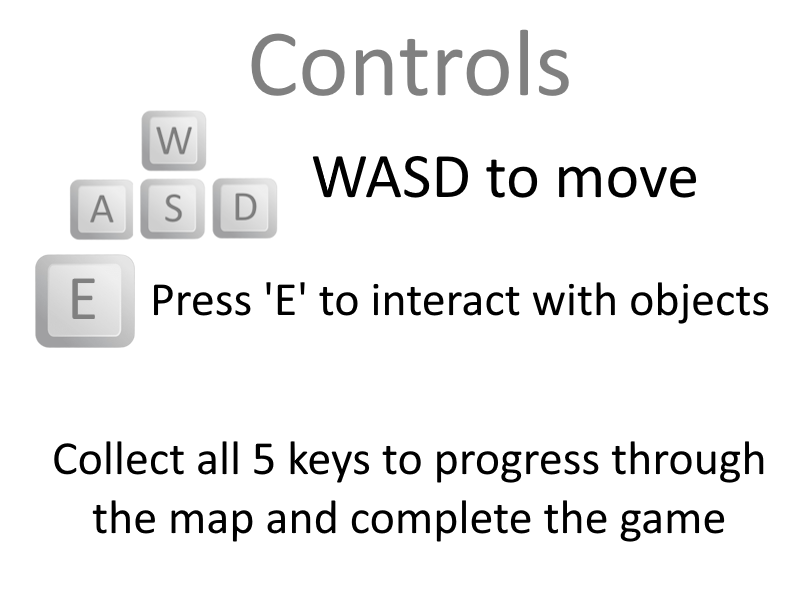 Controls
W
WASD to move
A S D
E
Press 'E' to interact with objects
Collect all 5 keys to progress through
the map and complete the game